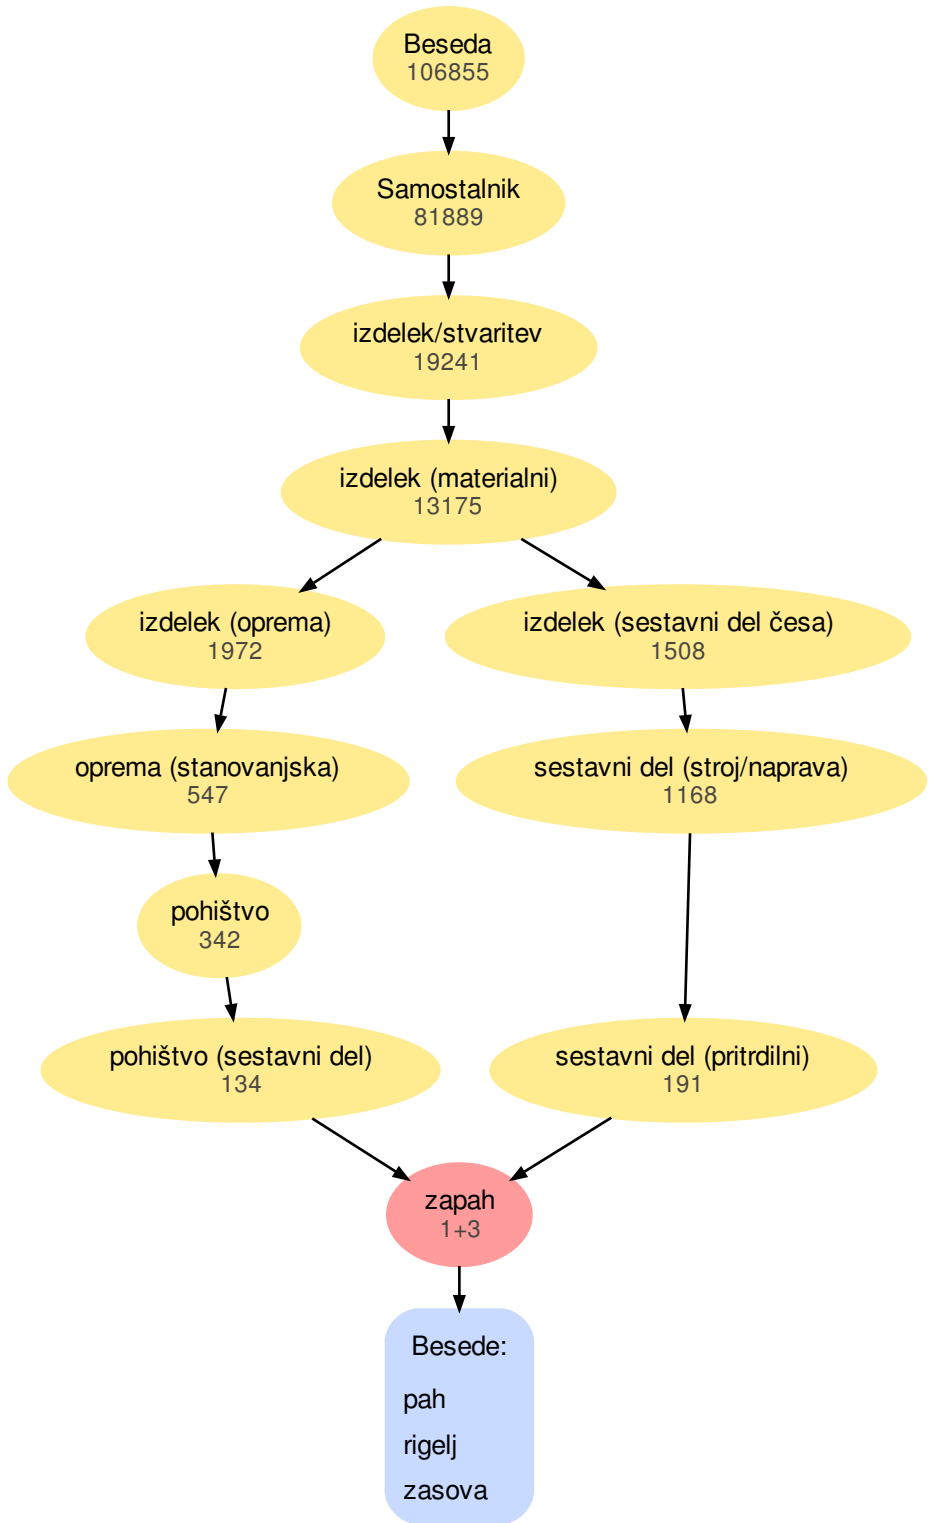 Beseda
106855
Samostalnik
81889
izdelek/stvaritev
19241
izdelek (materialni)
13175
izdelek (oprema)
1972
izdelek (sestavni del česa)
1508
oprema (stanovanjska)
547
sestavni del (stroj/naprava)
1168
pohištvo
342
pohištvo (sestavni del)
134
sestavni del (pritrdilni)
191
zapah
1+3
Besede:
pah
rigelj
zasova